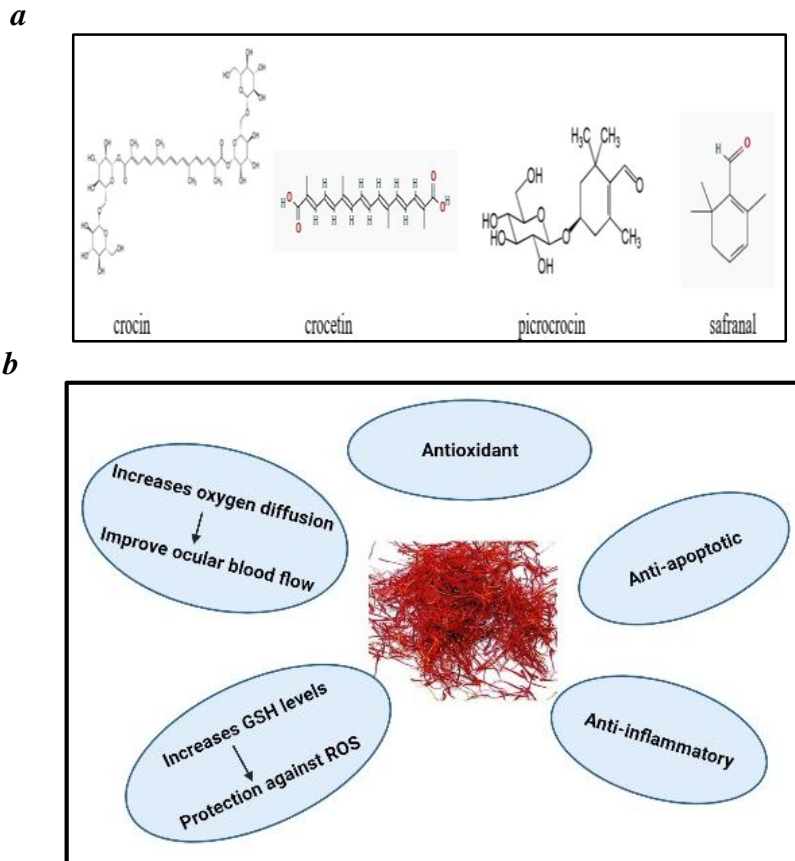 a
crocin
crocetin
picrocrocin
safranal
b
Antioxidant
Increases oxygen diffusion
Improve ocular blood flow
Anti-apoptotic
Increases GSH levels
Protection against ROS
Anti-inflammatory